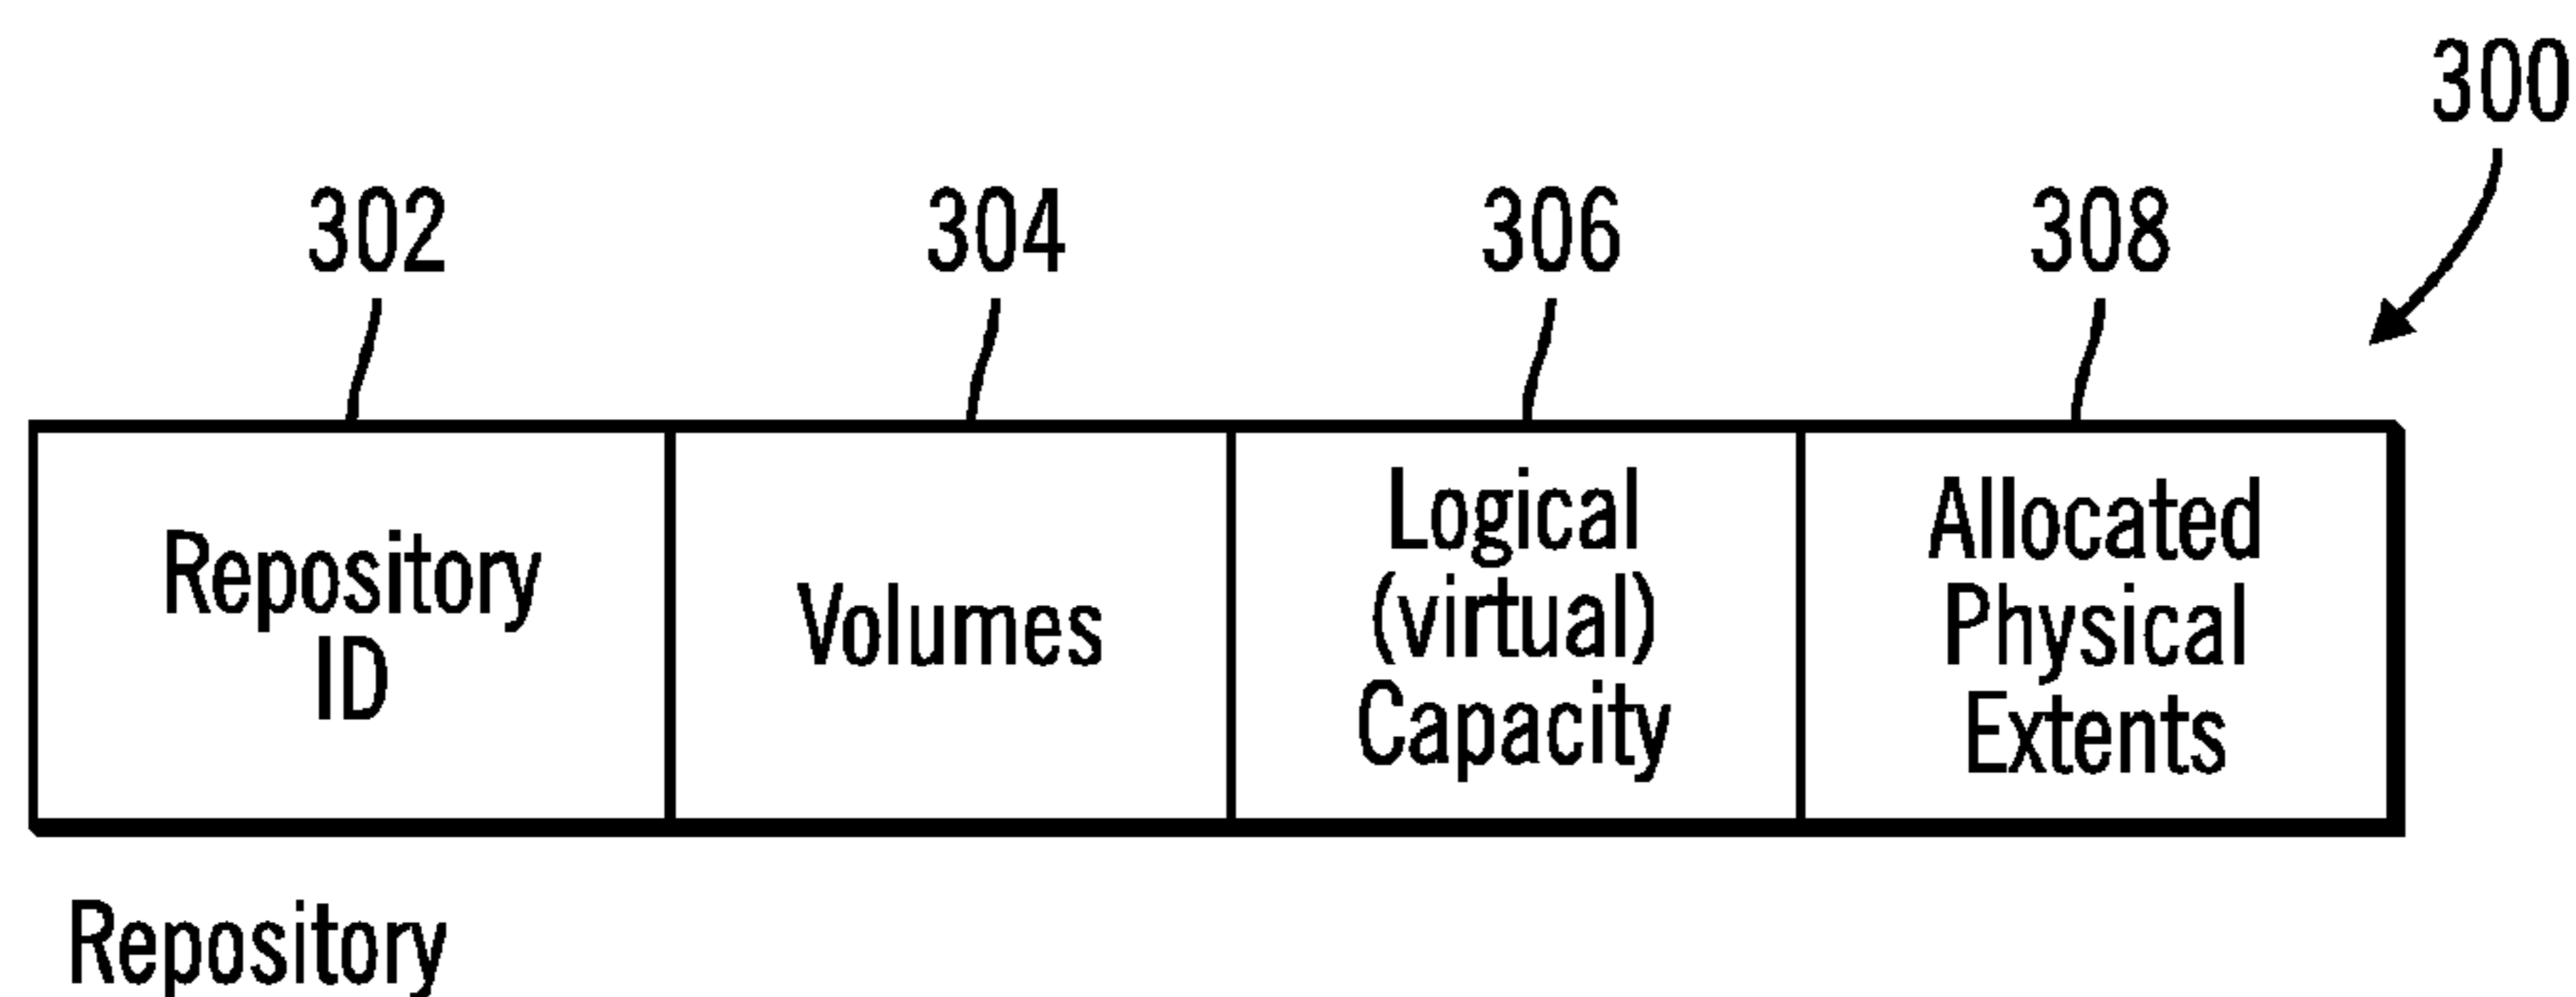 300
302
304
306
308
Repository
ID
Volumes
Logical
(virtual)
Capacity
Allocated
Physical
Extents
Repository